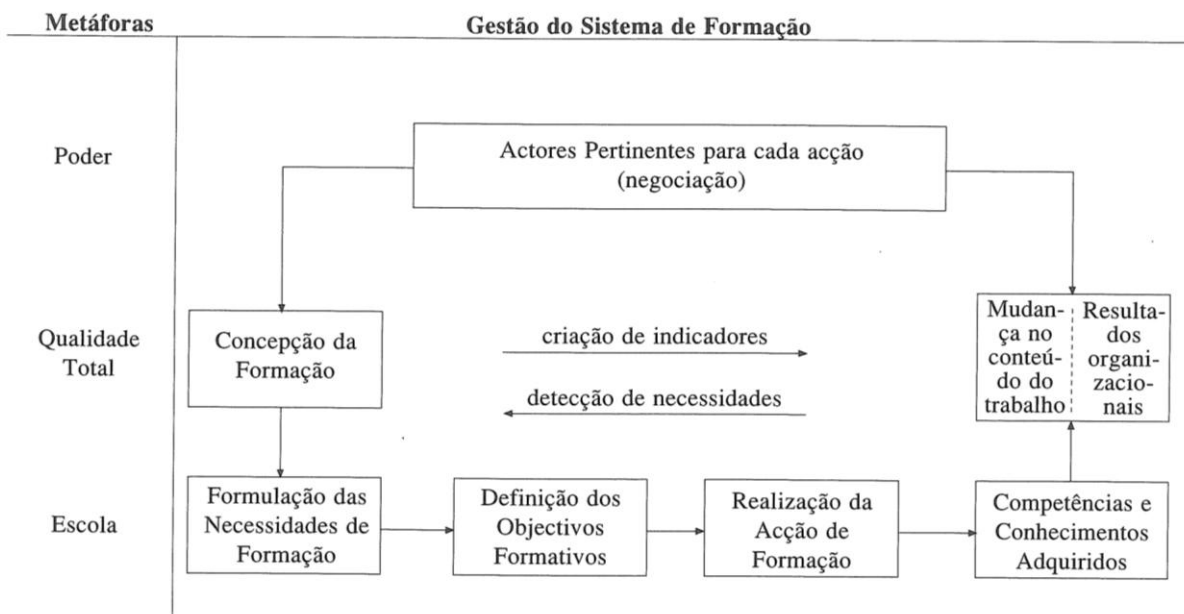 Metáforas
Gestão do Sistema de Formação
Poder
Actores Pertinentes para cada acção
(negociação)
Qualidade
Total
Concepção da
Formação
criação de indicadores
detecção de necessidades
Mudan-
ça no
conteú-
do do
trabalho
Resulta-
dos
organi-
zacio-
nais
Escola
Formulação das
Necessidades de
Formação
Definição dos
Objectivos
Formativos
Realização da
Acção de
Formação
Competências e
Conhecimentos
Adquiridos